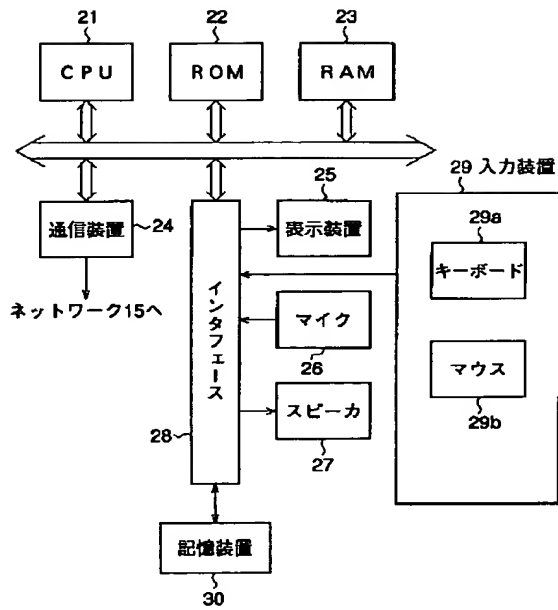 21
22
23
CPU
ROM
RAM
29 入力装置
25
通信装置
24
表示装置
29a
キーボード
ネットワーク15へ
インタフェース
マイク
26
マウス
29b
スピーカ
28
27
記憶装置
30